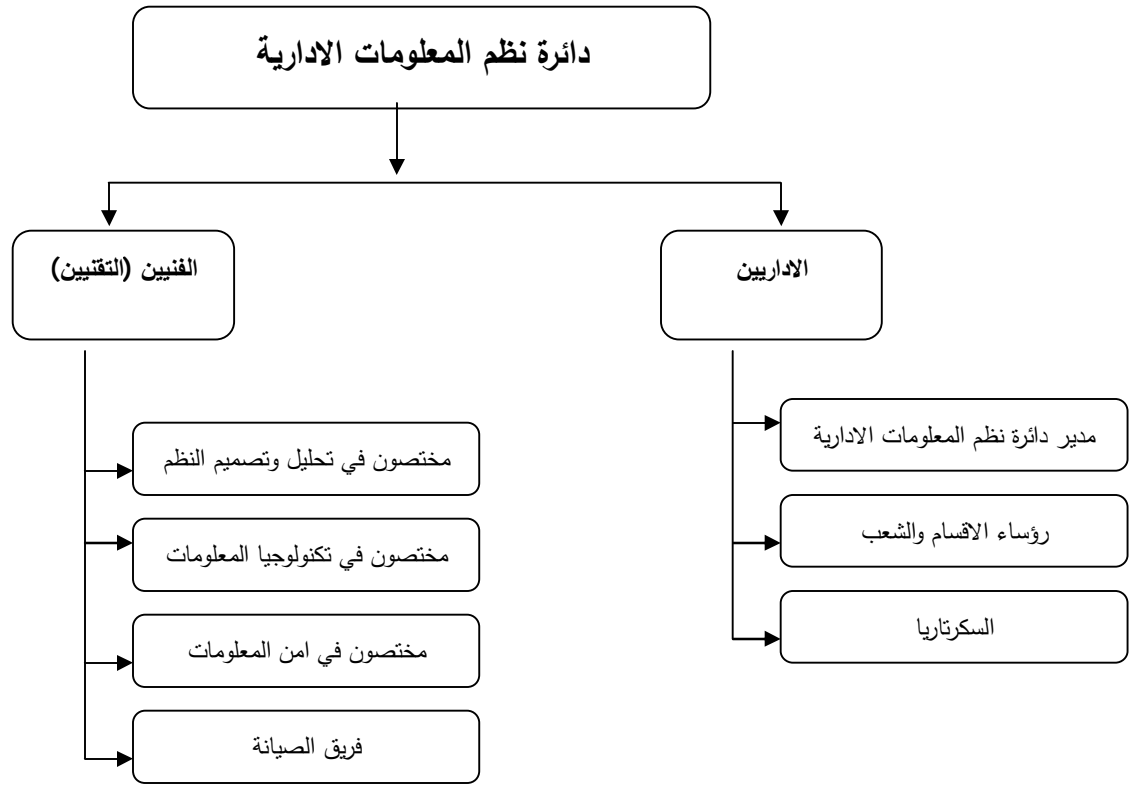 دائرة نظم المعلومات الادارية
الاداريين
مدير دائرة نظم المعلومات الادارية
رؤساء الاقسام والشعب
السكرتاريا
الفنيين (التقنيين)
مختصون في تحليل وتصميم النظم
مختصون في تكنولوجيا المعلومات
مختصون في امن المعلومات
فريق الصيانة